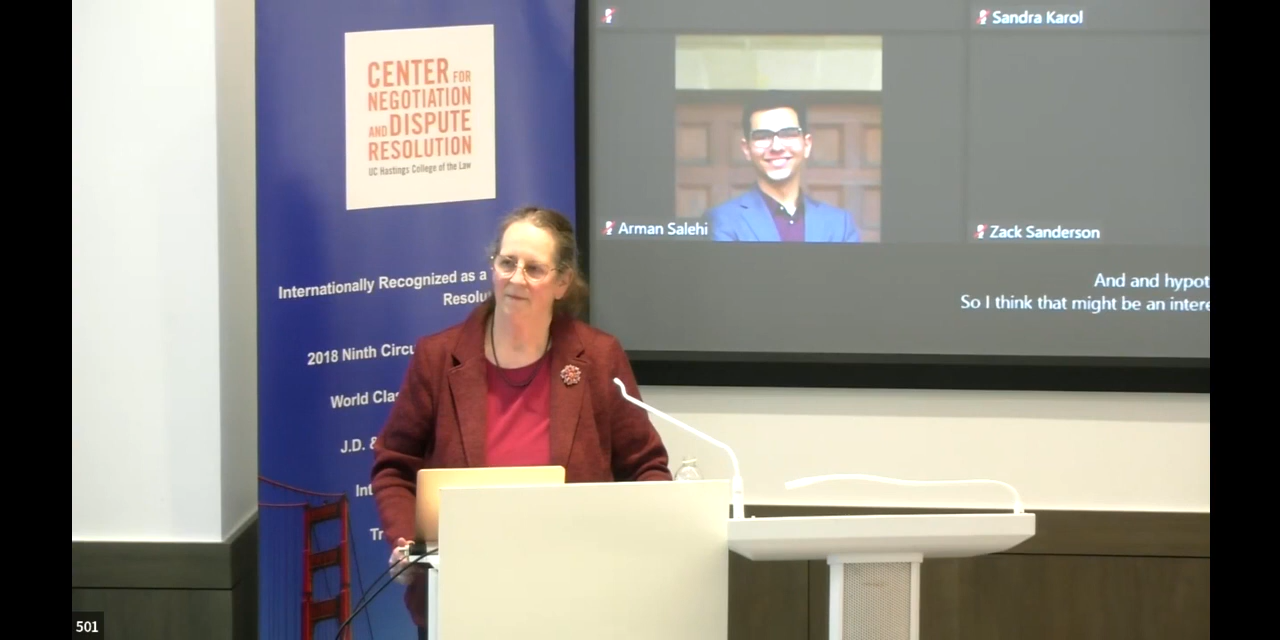 CENTER FOR
NEGOTIATION
AND DISPUTE
RESOLUTION
UC Hastings College of the Law
Internationally Recognized as a
Resolu
2018 Ninth Circu
World Clas
J.D. &
Int
Tr
Sandra Karol
Arman Salehi
Zack Sanderson
And and hypot
So I think that might be an intere
501